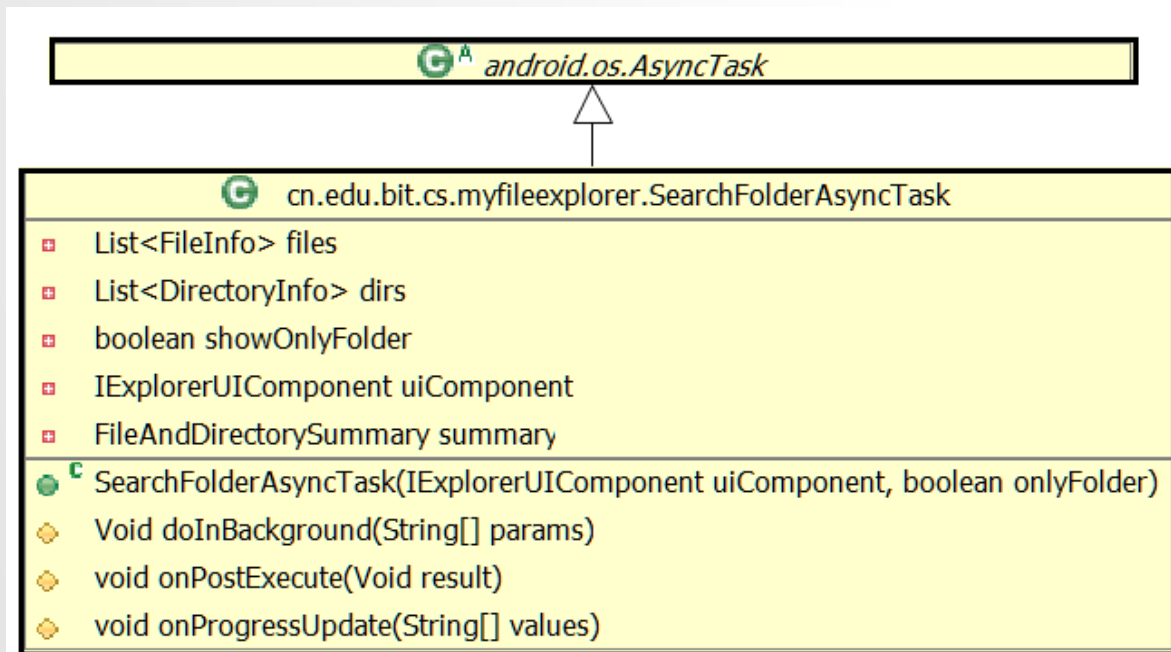 C A android.os.AsyncTask
C cn.edu.bit.cs.myfileexplorer.SearchFolderAsyncTask
List<FileInfo> files
List<DirectoryInfo> dirs
boolean showOnlyFolder
IExplorerUIComponent uiComponent
FileAndDirectorySummary summary
C SearchFolderAsyncTask(IExplorerUIComponent uiComponent, boolean onlyFolder)
Void doInBackground(String[] params)
void onPostExecute(Void result)
void onProgressUpdate(String[] values)